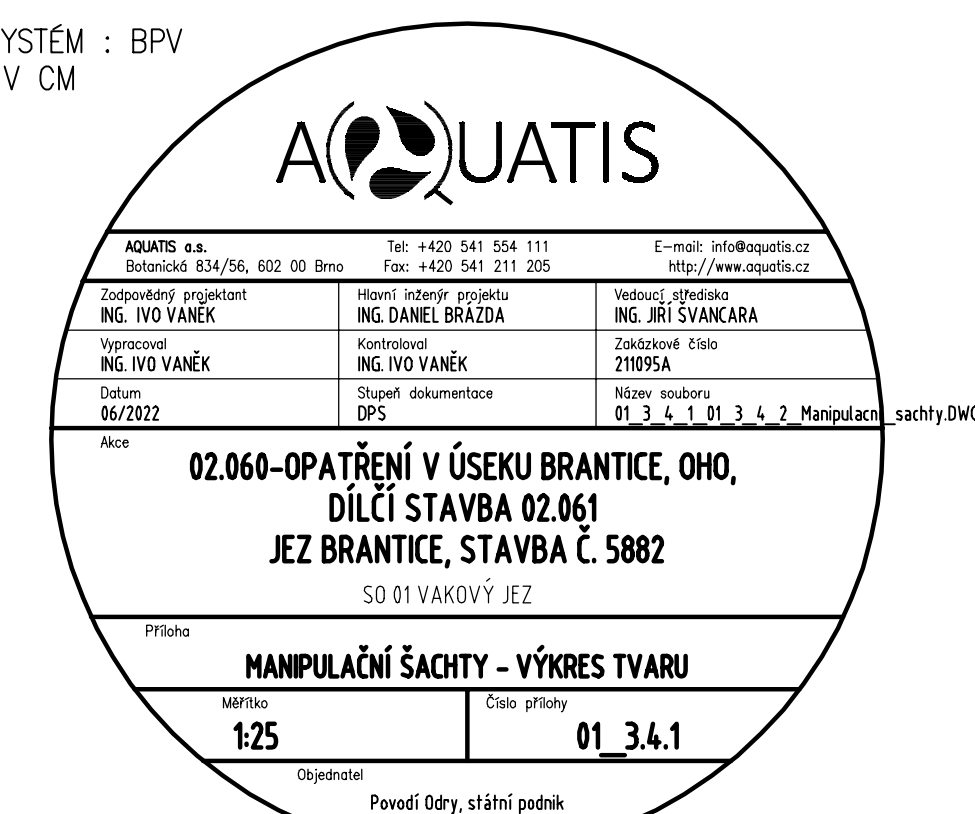 YSTÉM : BPV
V CM
AQUATIS
AQUATIS a.s. Tel: +420 541 554 111 E-mail: info@aquatis.cz
Botanická 834/56, 602 00 Brno Fax: +420 541 211 205 http://www.aquatis.cz
Zodpovědný projektant Hlavní inženýr projektu Vedoucí střediska
ING. IVO VANĚK ING. DANIEL BRÁZDA ING. JIŘÍ ŠVANCARA
Vypracoval Kontroloval Zakázkové číslo
ING. IVO VANĚK ING. IVO VANĚK 211095A
Datum Stupeň dokumentace Název souboru
06/2022 DPS 01_3_4_1_01_3_4_2_Manipulacni_sachty.DWG
Akce
02.060-OPATŘENÍ V ÚSEKU BRANTICE, OHO,
DÍLČÍ STAVBA 02.061
JEZ BRANTICE, STAVBA Č. 5882
SO 01 VAKOVÝ JEZ
Příloha
MANIPULAČNÍ ŠACHTY - VÝKRES TVARU
Měřítko Číslo přílohy
1:25 01_3.4.1
Objednatel
Povodí Odry, státní podnik